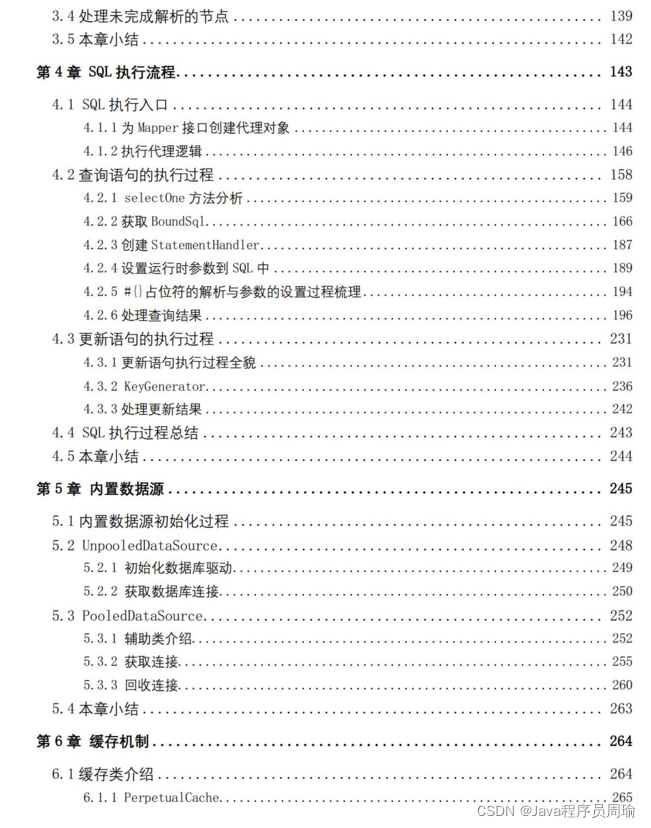 3.4 处理未完成解析的节点 ................................................ 139
3.5 本章小结 ............................................................ 142
第 4 章 SQL 执行流程...................................................... 143
4.1 SQL 执行入口 ........................................................ 144
4.1.1 为 Mapper 接口创建代理对象 .......................................... 144
4.1.2 执行代理逻辑 ...................................................... 146
4.2 查询语句的执行过程 .................................................. 158
4.2.1 selectOne 方法分析 ................................................ 159
4.2.2 获取 BoundSql...................................................... 166
4.2.3 创建 StatementHandler.............................................. 187
4.2.4 设置运行时参数到 SQL 中 ............................................ 189
4.2.5 #{}占位符的解析与参数的设置过程梳理................................ 194
4.2.6 处理查询结果 ...................................................... 196
4.3 更新语句的执行过程 .................................................. 231
4.3.1 更新语句执行过程全貌 .............................................. 231
4.3.2 KeyGenerator....................................................... 236
4.3.3 处理更新结果 ...................................................... 242
4.4 SQL 执行过程总结 .................................................... 243
4.5 本章小结 ............................................................ 244
第 5 章 内置数据源........................................................ 245
5.1 内置数据源初始化过程 ................................................ 245
5.2 UnpooledDataSource................................................... 248
5.2.1 初始化数据库驱动................................................... 249
5.2.2 获取数据库连接..................................................... 250
5.3 PooledDataSource..................................................... 252
5.3.1 辅助类介绍......................................................... 252
5.3.2 获取连接........................................................... 255
5.3.3 回收连接........................................................... 260
5.4 本章小结 ............................................................ 263
第 6 章 缓存机制.......................................................... 264
6.1 缓存类介绍 .......................................................... 264
6.1.1 PerpetualCache..................................................... 265
CSDN @Java程序员周瑜